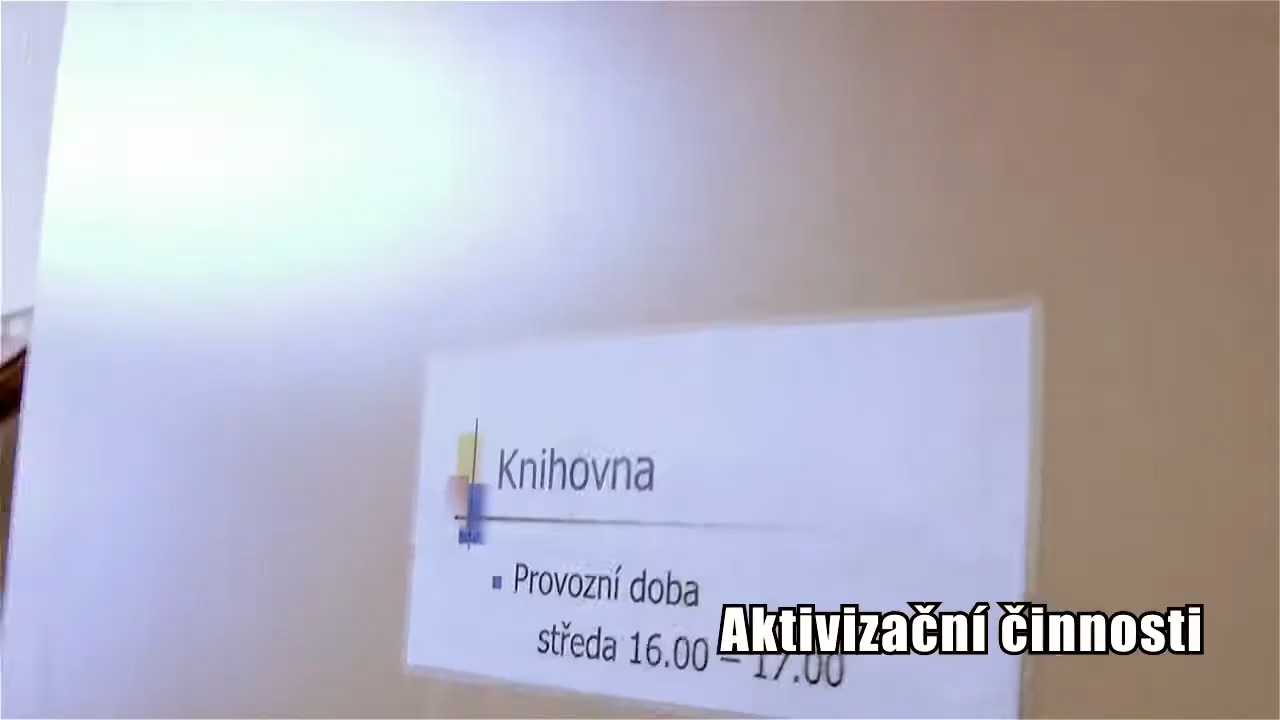 Knihovna
Provozní doba
středa 16.00 – 17.00
Aktivizační činnosti